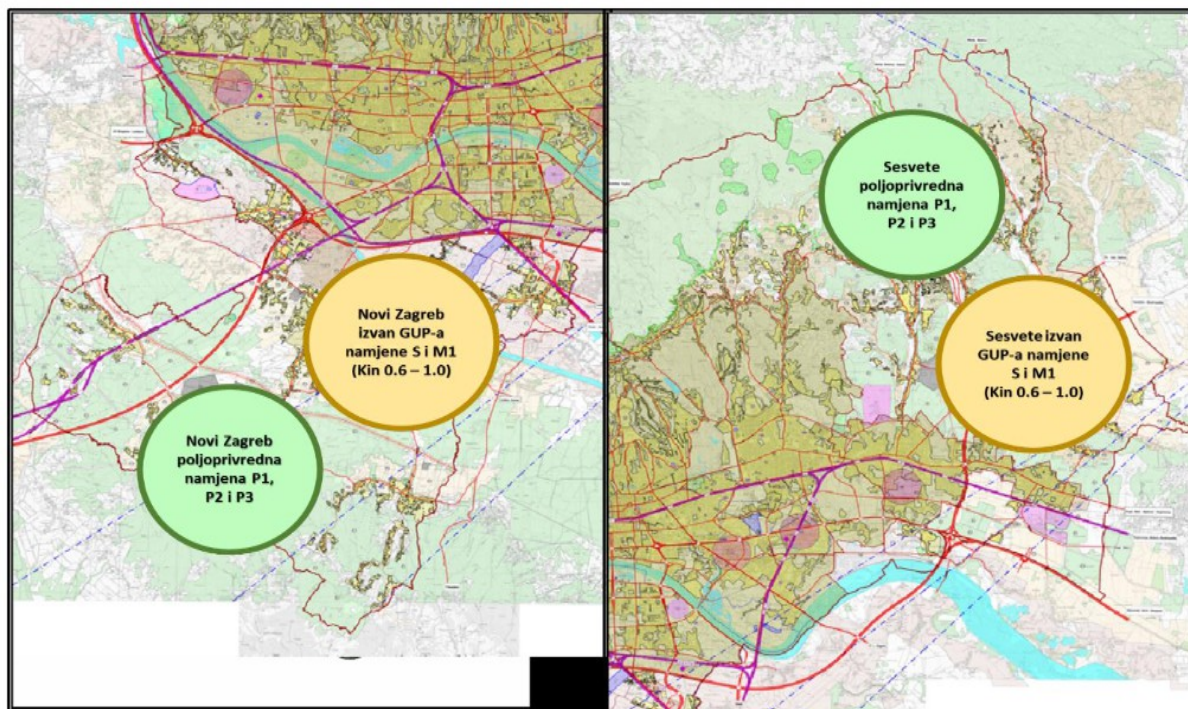 Novi Zagreb
izvan GUP-a
namjene S i M1
(Kin 0.6 – 1.0)
Novi Zagreb
poljoprivredna
namjena P1,
P2 i P3
Sesvete
poljoprivredna
namjena P1,
P2 i P3
Sesvete izvan
GUP-a namjene
S i M1
(Kin 0.6 – 1.0)